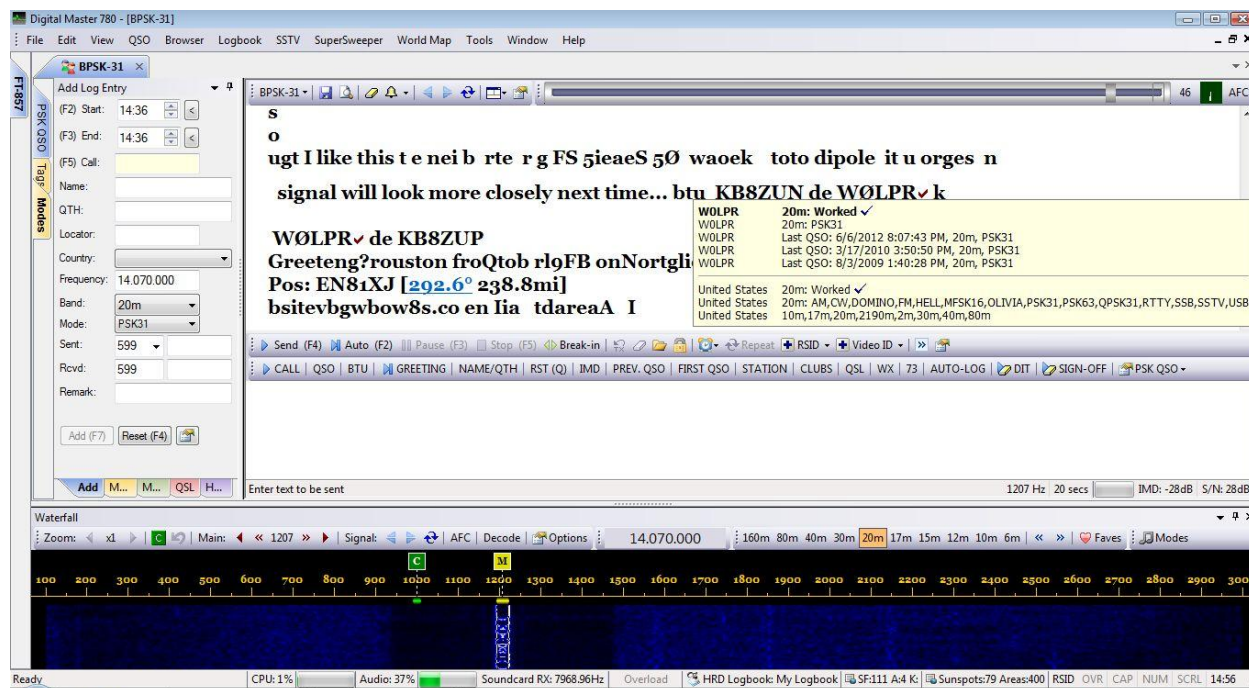 Digital Master 780 - [BPSK-31]
File Edit View QSO Browser Logbook SSTV SuperSweeper World Map Tools Window Help
BPSK-31
FT-857
PSK QSO
Tags
Modes
Add Log Entry
(F2) Start: 14:36 <
(F3) End: 14:36 <
(F5) Call:
Name:
QTH:
Locator:
Country:
Frequency: 14.070.000
Band: 20m
Mode: PSK31
Sent: 599
Rcvd: 599
Remark:
Add (F7) Reset (F4)
Add M... M... QSL H...
BPSK-31 46 AFC
s
o
ugt I like this t e nei b rte r g FS 5ieaeS 5Ø waoek toto dipole it u orges n
signal will look more closely next time... btu KB8ZUN de WØLPR✓ k
WØLPR✓ de KB8ZUP
Greeteng?rouston froQtob rl9FB onNortgli
Pos: EN81XJ [292.6° 238.8mi]
bsitevbgwbow8s.co en Iia tdareaA I
W0LPR 20m: Worked ✓
W0LPR 20m: PSK31
W0LPR Last QSO: 6/6/2012 8:07:43 PM, 20m, PSK31
W0LPR Last QSO: 3/17/2010 3:50:50 PM, 20m, PSK31
W0LPR Last QSO: 8/3/2009 1:40:28 PM, 20m, PSK31
United States 20m: Worked ✓
United States 20m: AM,CW,DOMINO,FM,HELL,MFSK16,OLIVIA,PSK31,PSK63,QPSK31,RTTY,SSB,SSTV,USB
United States 10m,17m,20m,2190m,2m,30m,40m,80m
Send (F4) Auto (F2) Pause (F3) Stop (F5) Break-in Repeat RSID Video ID »
CALL QSO BTU GREETING NAME/QTH RST (Q) IMD PREV. QSO FIRST QSO STATION CLUBS QSL WX 73 AUTO-LOG DIT SIGN-OFF PSK QSO
Enter text to be sent 1207 Hz 20 secs IMD: -28dB S/N: 28dB
Waterfall
Zoom: x1 C Main: « 1207 » Signal: AFC Decode Options 14.070.000 160m 80m 40m 30m 20m 17m 15m 12m 10m 6m « » Faves Modes
C M
100 200 300 400 500 600 700 800 900 1000 1100 1200 1300 1400 1500 1600 1700 1800 1900 2000 2100 2200 2300 2400 2500 2600 2700 2800 2900 300
Ready CPU: 1% Audio: 37% Soundcard RX: 7968.96Hz Overload HRD Logbook: My Logbook SF:111 A:4 K: Sunspots:79 Areas:400 RSID OVR CAP NUM SCRL 14:56